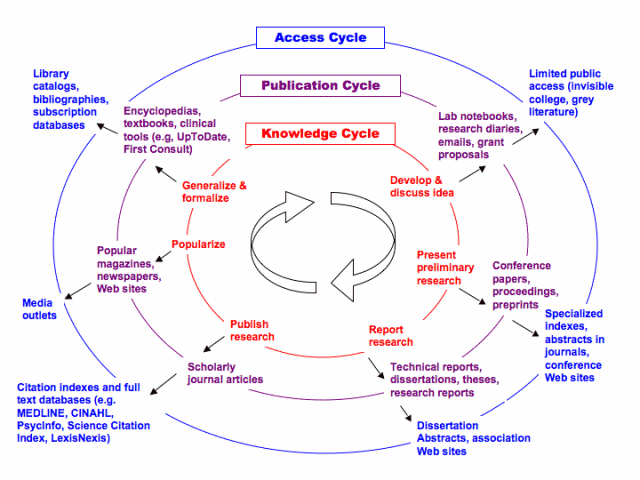 Access Cycle
Publication Cycle
Knowledge Cycle
Library
catalogs,
bibliographies,
subscription
databases
Encyclopedias,
textbooks, clinical
tools (e.g, UpToDate,
First Consult)
Generalize &
formalize
Limited public
access (invisible
college, grey
literature)
Lab notebooks,
research diaries,
emails, grant
proposals
Develop &
discuss idea
Popularize
Popular
magazines,
newspapers,
Web sites
Media
outlets
Present
preliminary
research
Conference
papers,
proceedings,
preprints
Specialized
indexes,
abstracts in
journals,
conference
Web sites
Publish
research
Scholarly
journal articles
Citation indexes and full
text databases (e.g.
MEDLINE, CINAHL,
PsycInfo, Science Citation
Index, LexisNexis)
Report
research
Technical reports,
dissertations, theses,
research reports
Dissertation
Abstracts, association
Web sites